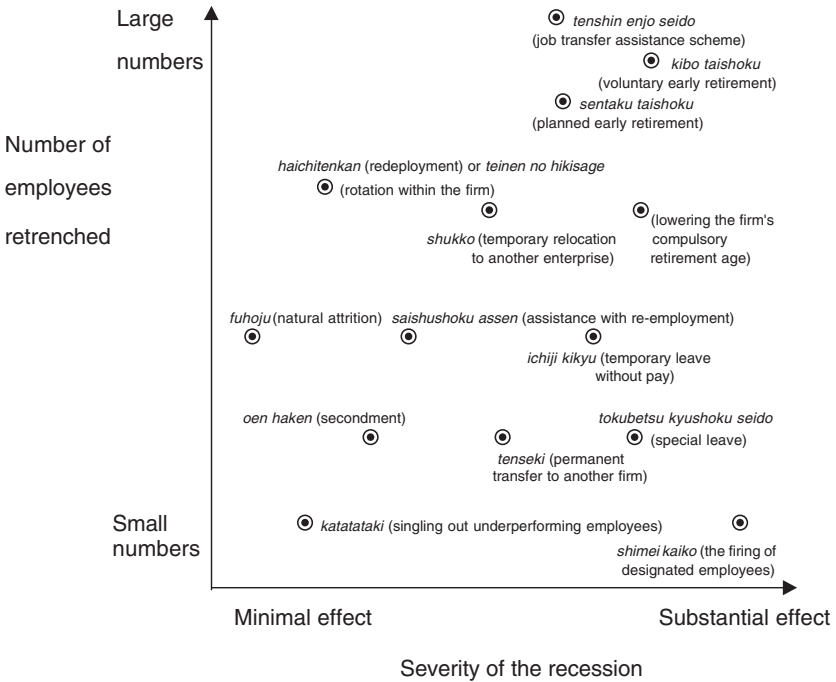 Large
numbers
tenshin enjo seido
(job transfer assistance scheme)
kibo taishoku
(voluntary early retirement)
sentaku taishoku
(planned early retirement)
Number of
employees
retrenched
haichitenkan (redeployment) or teinen no hikisage
(rotation within the firm)
shukko (temporary relocation
to another enterprise)
(lowering the firm's
compulsory
retirement age)
fuhoju (natural attrition)
saishushoku assen (assistance with re-employment)
ichiji kikyu (temporary leave
without pay)
oen haken (secondment)
tokubetsu kyushoku seido
(special leave)
tenseki (permanent
transfer to another firm)
Small
numbers
katatataki (singling out underperforming employees)
shimei kaiko (the firing of
designated employees)
Minimal effect
Substantial effect
Severity of the recession